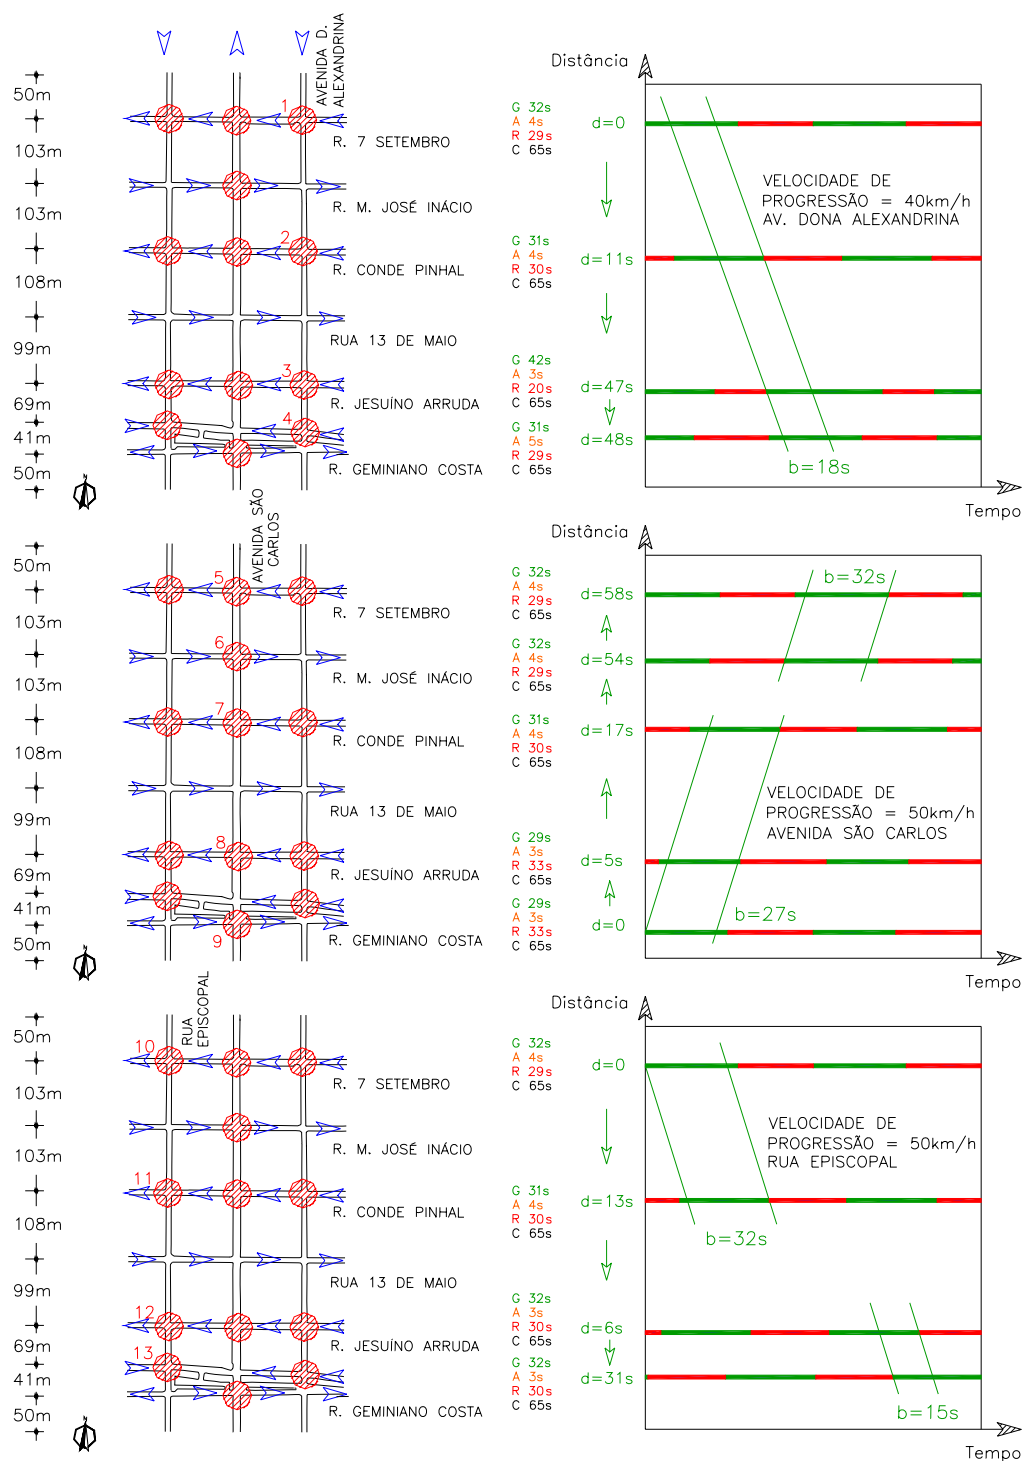 AVENIDA D.
ALEXANDRINA
50m
103m
103m
108m
99m
69m
41m
50m
1
R. 7 SETEMBRO
R. M. JOSÉ INÁCIO
2
R. CONDE PINHAL
RUA 13 DE MAIO
3
R. JESUÍNO ARRUDA
4
R. GEMINIANO COSTA
N
Distância
G 32s
A 4s
R 29s
C 65s
d=0
VELOCIDADE DE
PROGRESSÃO = 40km/h
AV. DONA ALEXANDRINA
G 31s
A 4s
R 30s
C 65s
d=11s
G 42s
A 3s
R 20s
C 65s
d=47s
G 31s
A 5s
R 29s
C 65s
d=48s
b=18s
Tempo
AVENIDA SÃO
CARLOS
50m
103m
103m
108m
99m
69m
41m
50m
5
R. 7 SETEMBRO
6
R. M. JOSÉ INÁCIO
7
R. CONDE PINHAL
RUA 13 DE MAIO
8
R. JESUÍNO ARRUDA
9
R. GEMINIANO COSTA
N
Distância
G 32s
A 4s
R 29s
C 65s
d=58s
b=32s
G 32s
A 4s
R 29s
C 65s
d=54s
G 31s
A 4s
R 30s
C 65s
d=17s
VELOCIDADE DE
PROGRESSÃO = 50km/h
AVENIDA SÃO CARLOS
G 29s
A 3s
R 33s
C 65s
d=5s
G 29s
A 3s
R 33s
C 65s
d=0
b=27s
Tempo
RUA
EPISCOPAL
50m
103m
103m
108m
99m
69m
41m
50m
10
R. 7 SETEMBRO
R. M. JOSÉ INÁCIO
11
R. CONDE PINHAL
RUA 13 DE MAIO
12
R. JESUÍNO ARRUDA
13
R. GEMINIANO COSTA
N
Distância
G 32s
A 4s
R 29s
C 65s
d=0
VELOCIDADE DE
PROGRESSÃO = 50km/h
RUA EPISCOPAL
G 31s
A 4s
R 30s
C 65s
d=13s
b=32s
G 32s
A 3s
R 30s
C 65s
d=6s
G 32s
A 3s
R 30s
C 65s
d=31s
b=15s
Tempo